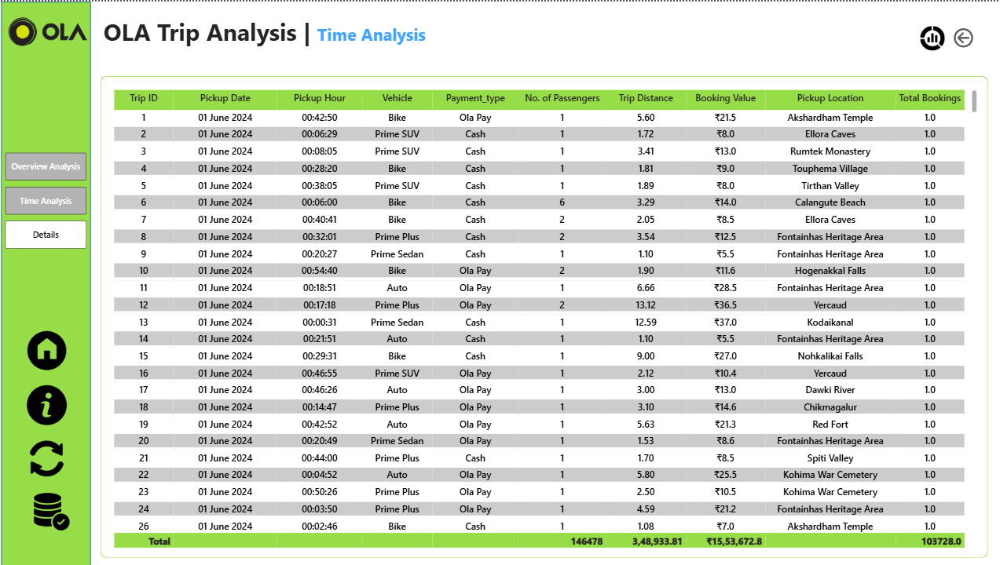 OLA
OLA Trip Analysis | Time Analysis
Overview Analysis
Time Analysis
Details
Trip ID Pickup Date Pickup Hour Vehicle Payment_type No. of Passengers Trip Distance Booking Value Pickup Location Total Bookings
1 01 June 2024 00:42:50 Bike Ola Pay 1 5.60 ₹21.5 Akshardham Temple 1.0
2 01 June 2024 00:06:29 Prime SUV Cash 1 1.72 ₹8.0 Ellora Caves 1.0
3 01 June 2024 00:08:05 Prime SUV Cash 1 3.41 ₹13.0 Rumtek Monastery 1.0
4 01 June 2024 00:28:20 Bike Cash 1 1.81 ₹9.0 Touphema Village 1.0
5 01 June 2024 00:38:05 Prime SUV Cash 1 1.89 ₹8.0 Tirthan Valley 1.0
6 01 June 2024 00:06:00 Bike Cash 6 3.29 ₹14.0 Calangute Beach 1.0
7 01 June 2024 00:40:41 Bike Cash 2 2.05 ₹8.5 Ellora Caves 1.0
8 01 June 2024 00:32:01 Prime Plus Cash 2 3.54 ₹12.5 Fontainhas Heritage Area 1.0
9 01 June 2024 00:20:27 Prime Sedan Cash 1 1.10 ₹5.5 Fontainhas Heritage Area 1.0
10 01 June 2024 00:54:40 Bike Ola Pay 2 1.90 ₹11.6 Hogenakkal Falls 1.0
11 01 June 2024 00:18:51 Auto Ola Pay 1 6.66 ₹28.5 Fontainhas Heritage Area 1.0
12 01 June 2024 00:17:18 Prime Plus Ola Pay 2 13.12 ₹36.5 Yercaud 1.0
13 01 June 2024 00:00:31 Prime Sedan Cash 1 12.59 ₹37.0 Kodaikanal 1.0
14 01 June 2024 00:21:51 Auto Cash 1 1.10 ₹5.5 Fontainhas Heritage Area 1.0
15 01 June 2024 00:29:31 Bike Cash 1 9.00 ₹27.0 Nohkalikai Falls 1.0
16 01 June 2024 00:46:55 Prime SUV Ola Pay 1 2.12 ₹10.4 Yercaud 1.0
17 01 June 2024 00:46:26 Auto Ola Pay 1 3.00 ₹13.0 Dawki River 1.0
18 01 June 2024 00:14:47 Prime Plus Ola Pay 1 3.10 ₹14.6 Chikmagalur 1.0
19 01 June 2024 00:42:52 Auto Ola Pay 1 5.63 ₹21.3 Red Fort 1.0
20 01 June 2024 00:20:49 Prime Sedan Ola Pay 1 1.53 ₹8.6 Fontainhas Heritage Area 1.0
21 01 June 2024 00:44:00 Prime Plus Cash 1 1.70 ₹8.5 Spiti Valley 1.0
22 01 June 2024 00:04:52 Auto Ola Pay 1 5.80 ₹25.5 Kohima War Cemetery 1.0
23 01 June 2024 00:50:26 Prime Plus Ola Pay 1 2.50 ₹10.5 Kohima War Cemetery 1.0
24 01 June 2024 00:03:50 Prime Plus Ola Pay 1 4.59 ₹21.2 Fontainhas Heritage Area 1.0
26 01 June 2024 00:02:46 Bike Cash 1 1.08 ₹7.0 Akshardham Temple 1.0
Total 146478 3,48,933.81 ₹15,53,672.8 103728.0